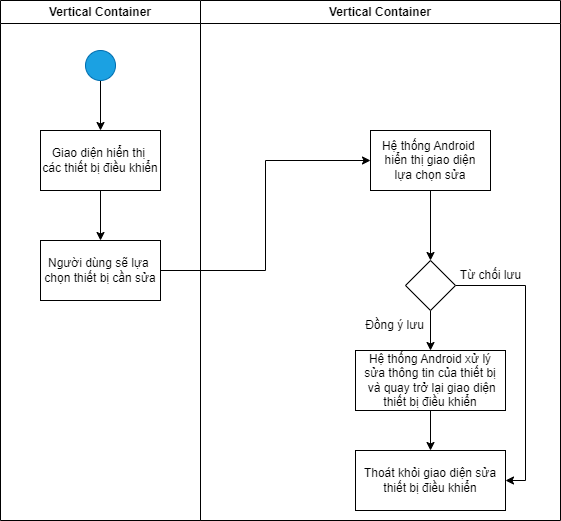 Vertical Container
Vertical Container
Giao diện hiển thị
các thiết bị điều khiển
Người dùng sẽ lựa
chọn thiết bị cần sửa
Hệ thống Android
hiển thị giao diện
lựa chọn sửa
Từ chối lưu
Đồng ý lưu
Hệ thống Android xử lý
sửa thông tin của thiết bị
và quay trở lại giao diện
thiết bị điều khiển
Thoát khỏi giao diện sửa
thiết bị điều khiển